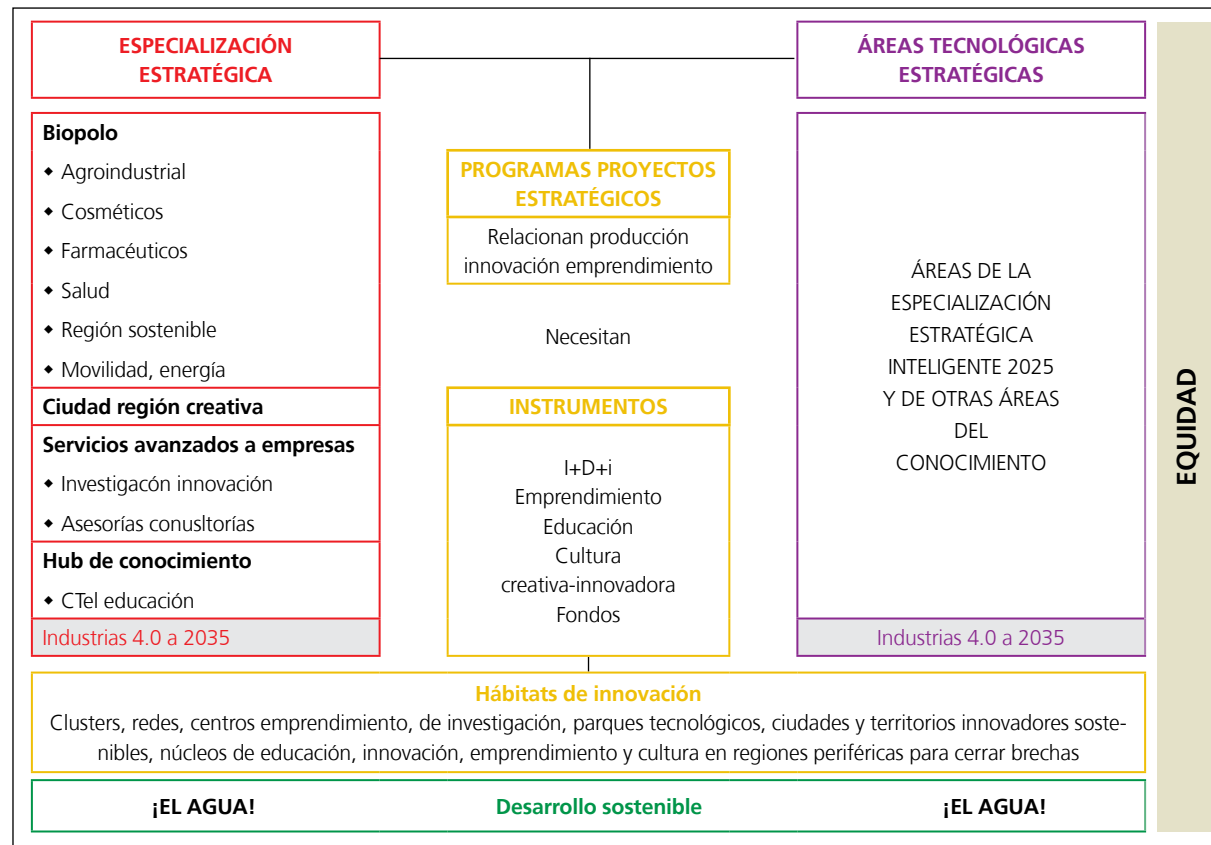 ESPECIALIZACIÓN
ESTRATÉGICA
Biopolo
◆ Agroindustrial
◆ Cosméticos
◆ Farmacéuticos
◆ Salud
◆ Región sostenible
◆ Movilidad, energía
Ciudad región creativa
Servicios avanzados a empresas
◆ Investigacón innovación
◆ Asesorías conusltorías
Hub de conocimiento
◆ CTel educación
Industrias 4.0 a 2035
PROGRAMAS PROYECTOS
ESTRATÉGICOS
Relacionan producción
innovación emprendimiento
Necesitan
INSTRUMENTOS
I+D+i
Emprendimiento
Educación
Cultura
creativa-innovadora
Fondos
ÁREAS TECNOLÓGICAS
ESTRATÉGICAS
ÁREAS DE LA
ESPECIALIZACIÓN
ESTRATÉGICA
INTELIGENTE 2025
Y DE OTRAS ÁREAS
DEL
CONOCIMIENTO
Industrias 4.0 a 2035
Hábitats de innovación
Clusters, redes, centros emprendimiento, de investigación, parques tecnológicos, ciudades y territorios innovadores soste-
nibles, núcleos de educación, innovación, emprendimiento y cultura en regiones periféricas para cerrar brechas
¡EL AGUA! Desarrollo sostenible ¡EL AGUA!
EQUIDAD